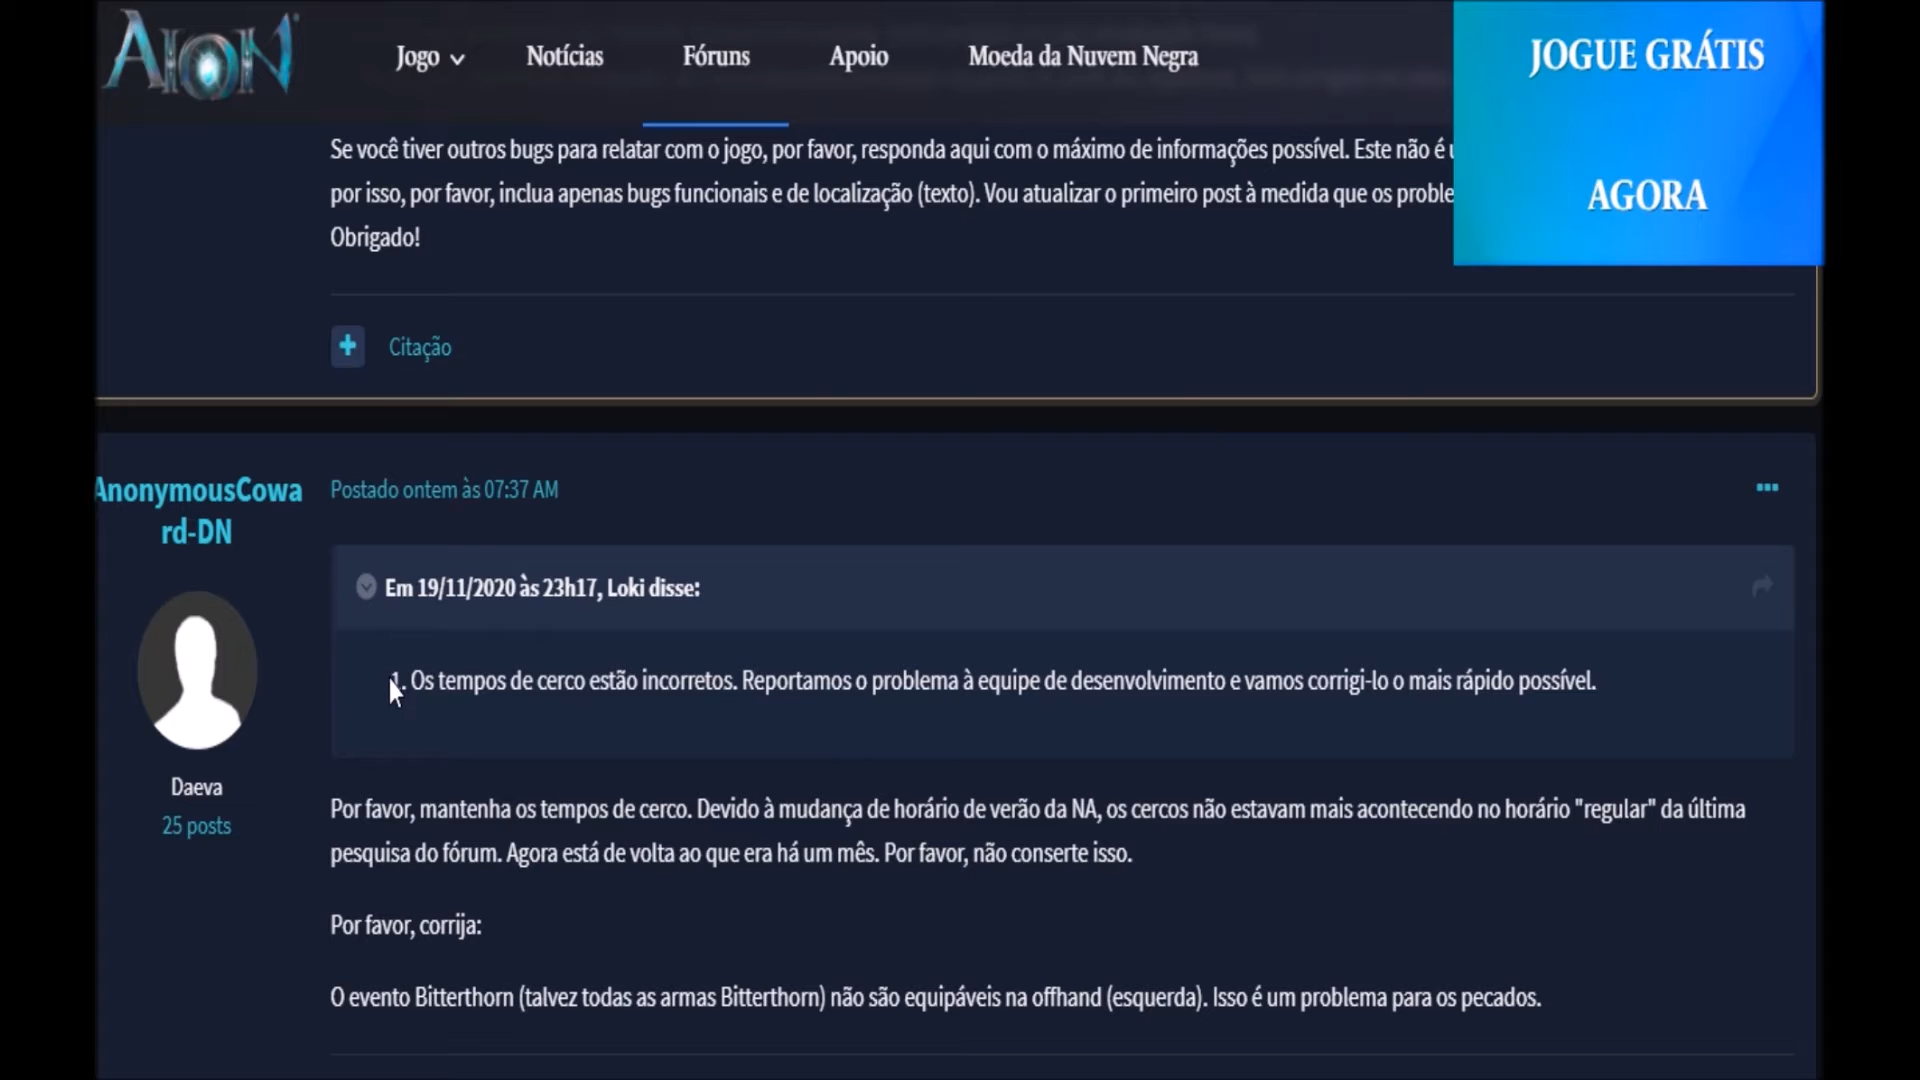 AION
Jogo
Notícias
Fóruns
Apoio
Moeda da Nuvem Negra
JOGUE GRÁTIS
AGORA
Se você tiver outros bugs para relatar com o jogo, por favor, responda aqui com o máximo de informações possível. Este não é
por isso, por favor, inclua apenas bugs funcionais e de localização (texto). Vou atualizar o primeiro post à medida que os proble
Obrigado!
+ Citação
AnonymousCowa
rd-DN
Postado ontem às 07:37 AM
Em 19/11/2020 às 23h17, Loki disse:
1. Os tempos de cerco estão incorretos. Reportamos o problema à equipe de desenvolvimento e vamos corrigi-lo o mais rápido possível.
Daeva
25 posts
Por favor, mantenha os tempos de cerco. Devido à mudança de horário de verão da NA, os cercos não estavam mais acontecendo no horário "regular" da última
pesquisa do fórum. Agora está de volta ao que era há um mês. Por favor, não conserte isso.
Por favor, corrija:
O evento Bitterthorn (talvez todas as armas Bitterthorn) não são equipáveis na offhand (esquerda). Isso é um problema para os pecados.